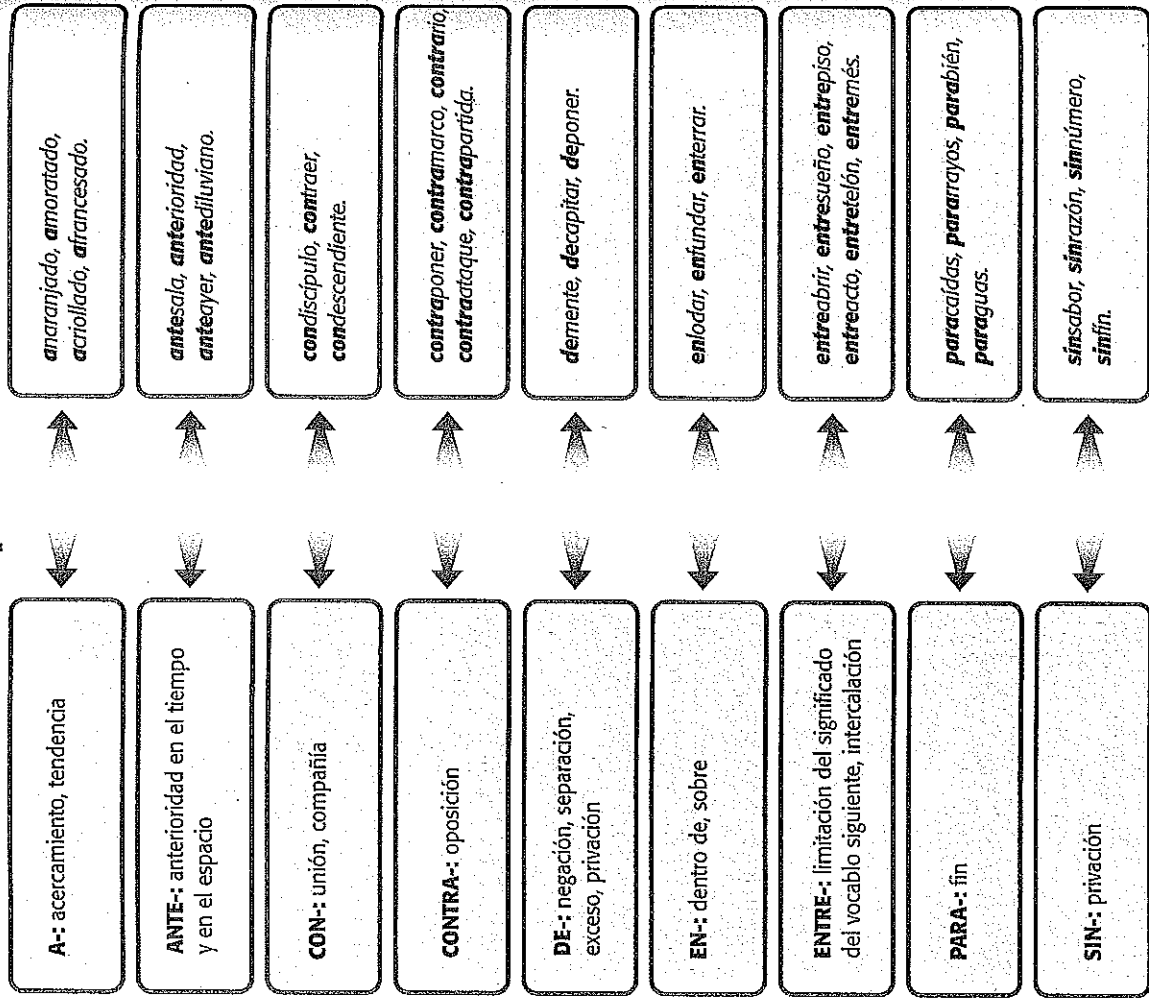 A-: acercamiento, tendencia
anaranjado, amoratado,
acriollado, afrancesado.
ANTE-: anterioridad en el tiempo
y en el espacio
antesala, anterioridad,
anteayer, antediluviano.
CON-: unión, compañía
condiscípulo, contraer,
condescendiente.
CONTRA-: oposición
contraponer, contramarco, contrario,
contraataque, contrapartida.
DE-: negación, separación,
exceso, privación
demente, decapitar, deponer.
EN-: dentro de, sobre
enlodar, enfundar, enterrar.
ENTRE-: limitación del significado
del vocablo siguiente, intercalación
entreabrir, entresueño, entrepiso,
entreacto, entretelón, entremés.
PARA-: fin
paracaídas, pararrayos, parabién,
paraguas.
SIN-: privación
sinsabor, sinrazón, sinnúmero,
sinfín.